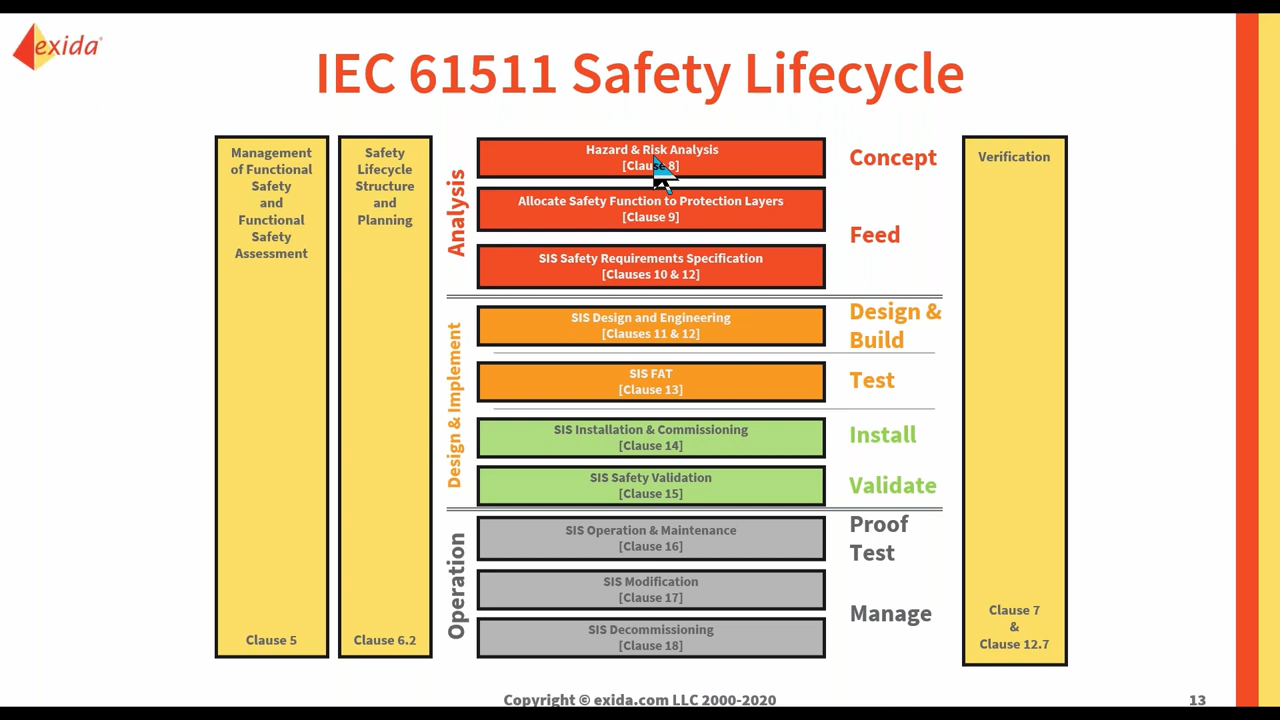 exida
IEC 61511 Safety Lifecycle
Management
of Functional
Safety
and
Functional
Safety
Assessment
Clause 5
Safety
Lifecycle
Structure
and
Planning
Clause 6.2
Analysis
Hazard & Risk Analysis
[Clause 8]
Concept
Allocate Safety Function to Protection Layers
[Clause 9]
Feed
SIS Safety Requirements Specification
[Clauses 10 & 12]
Design & Implement
SIS Design and Engineering
[Clauses 11 & 12]
Design &
Build
SIS FAT
[Clause 13]
Test
SIS Installation & Commissioning
[Clause 14]
Install
SIS Safety Validation
[Clause 15]
Validate
Operation
SIS Operation & Maintenance
[Clause 16]
Proof
Test
SIS Modification
[Clause 17]
Manage
SIS Decommissioning
[Clause 18]
Verification
Clause 7
&
Clause 12.7
Copyright © exida.com LLC 2000-2020
13